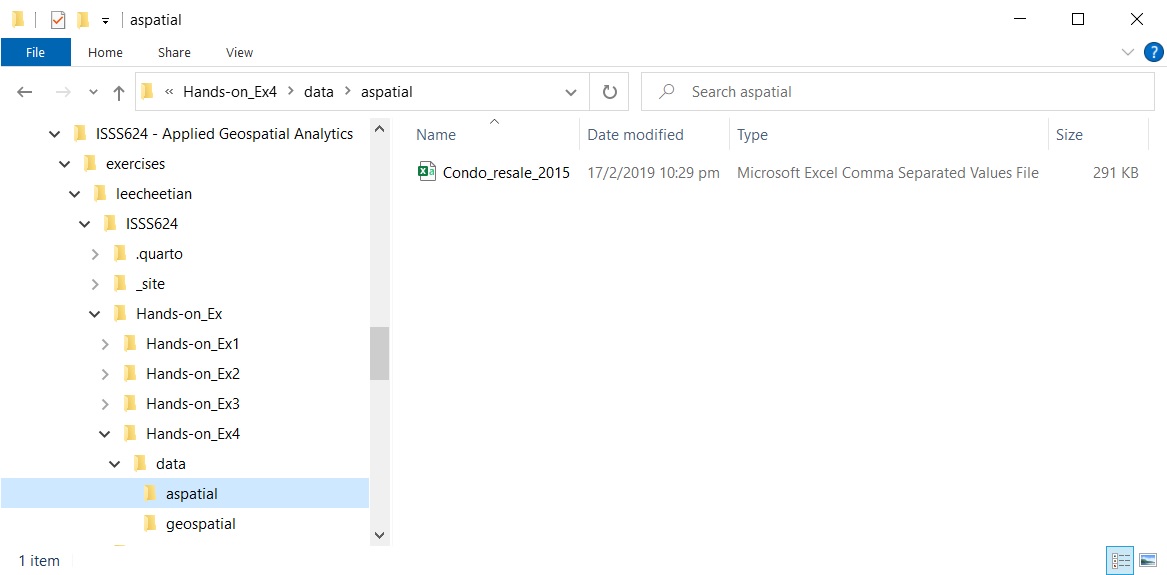 aspatial
File Home Share View
« Hands-on_Ex4 > data > aspatial
Search aspatial
ISSS624 - Applied Geospatial Analytics
exercises
leecheetian
ISSS624
.quarto
_site
Hands-on_Ex
Hands-on_Ex1
Hands-on_Ex2
Hands-on_Ex3
Hands-on_Ex4
data
aspatial
geospatial
Name Date modified Type Size
Condo_resale_2015 17/2/2019 10:29 pm Microsoft Excel Comma Separated Values File 291 KB
1 item